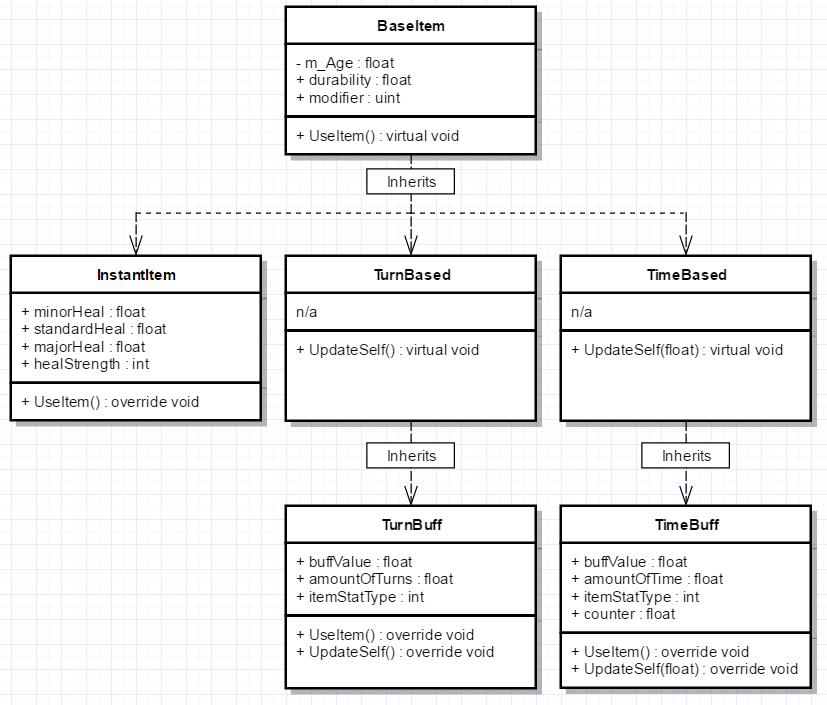 BaseItem
- m_Age : float
+ durability : float
+ modifier : uint
+ UseItem() : virtual void
Inherits
InstantItem
+ minorHeal : float
+ standardHeal : float
+ majorHeal : float
+ healStrength : int
+ UseItem() : override void
TurnBased
n/a
+ UpdateSelf() : virtual void
TimeBased
n/a
+ UpdateSelf(float) : virtual void
Inherits
Inherits
TurnBuff
+ buffValue : float
+ amountOfTurns : float
+ itemStatType : int
+ UseItem() : override void
+ UpdateSelf() : override void
TimeBuff
+ buffValue : float
+ amountOfTime : float
+ itemStatType : int
+ counter : float
+ UseItem() : override void
+ UpdateSelf(float) : override void